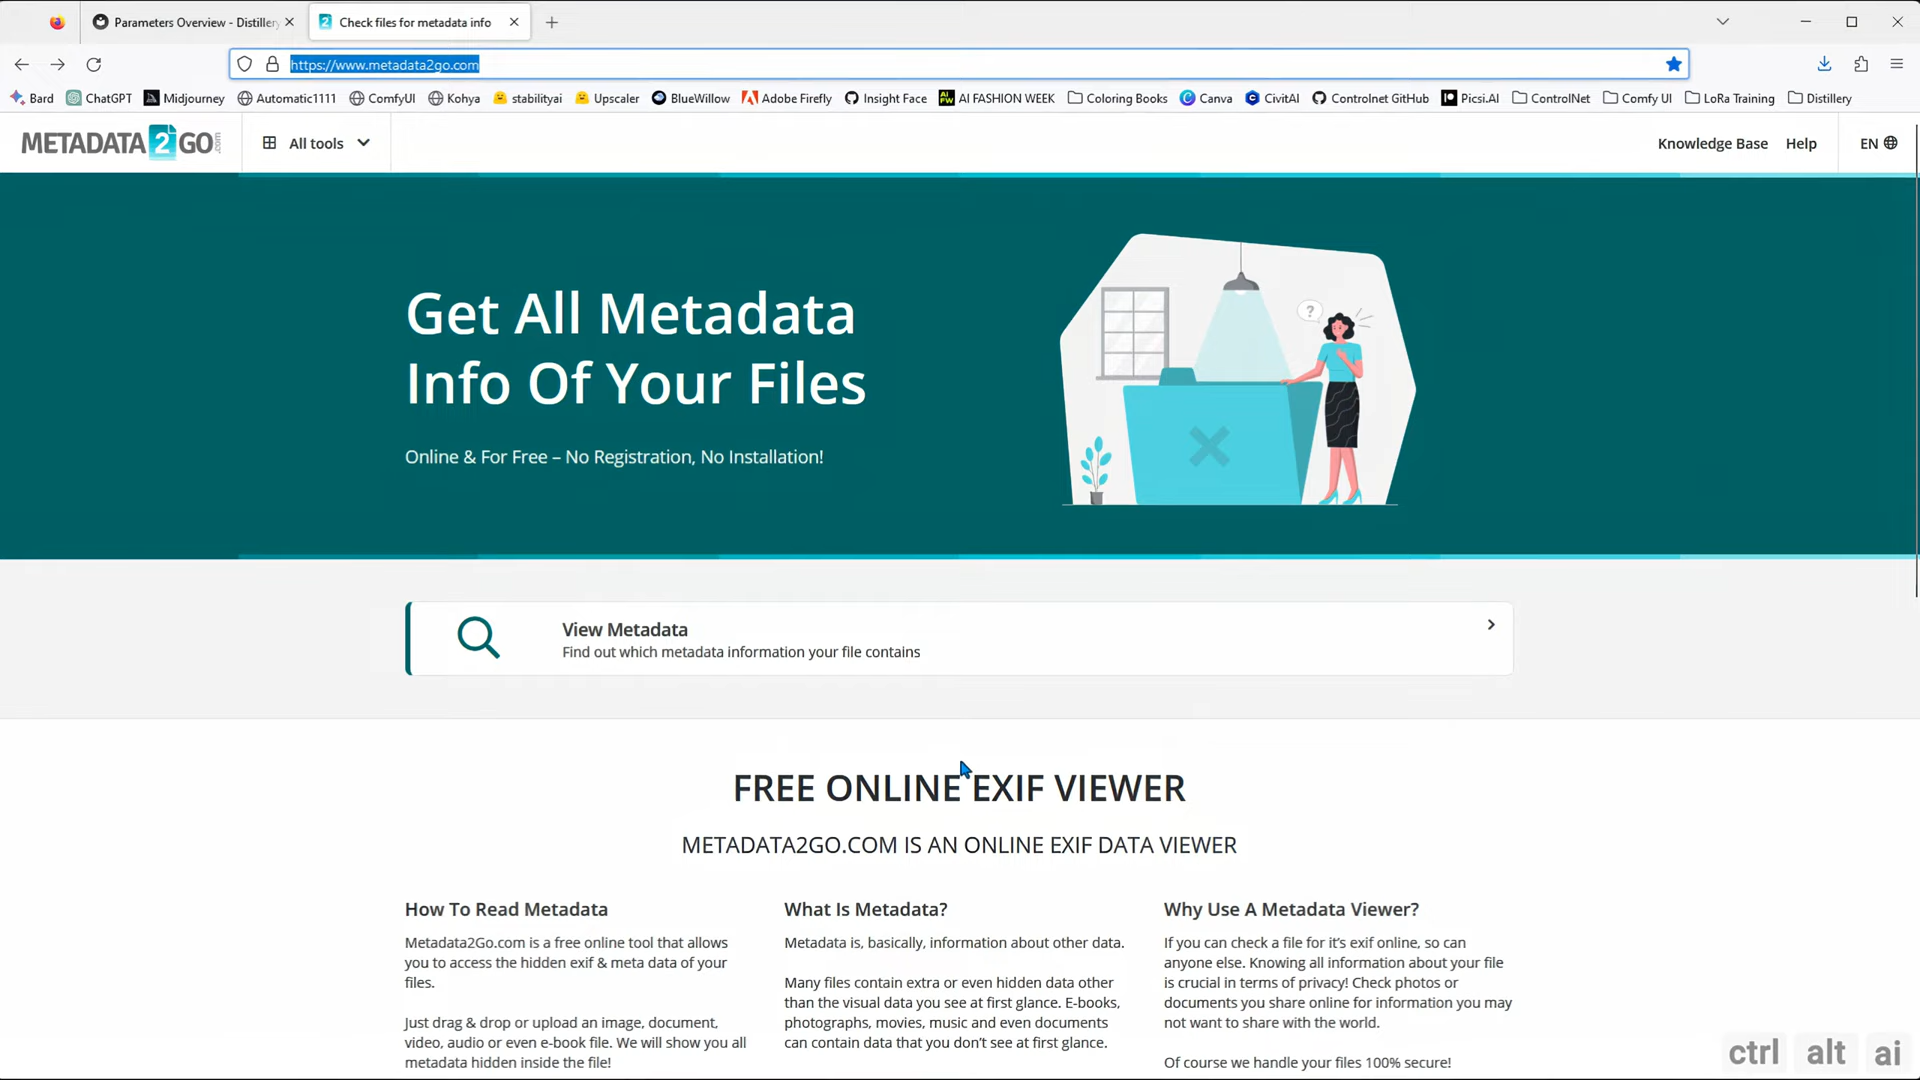 Parameters Overview - Distiller
Check files for metadata info
https://www.metadata2go.com
Bard ChatGPT Midjourney Automatic1111 ComfyUI Kohya stabilityai Upscaler BlueWillow Adobe Firefly Insight Face AI FASHION WEEK Coloring Books Canva CivitAI Controlnet GitHub Picsi.AI ControlNet Comfy UI LoRa Training Distillery
METADATA 2 GO .com
All tools
Knowledge Base Help EN
Get All Metadata
Info Of Your Files
Online & For Free – No Registration, No Installation!
?
View Metadata
Find out which metadata information your file contains
FREE ONLINE EXIF VIEWER
METADATA2GO.COM IS AN ONLINE EXIF DATA VIEWER
How To Read Metadata
Metadata2Go.com is a free online tool that allows
you to access the hidden exif & meta data of your
files.
Just drag & drop or upload an image, document,
video, audio or even e-book file. We will show you all
metadata hidden inside the file!
What Is Metadata?
Metadata is, basically, information about other data.
Many files contain extra or even hidden data other
than the visual data you see at first glance. E-books,
photographs, movies, music and even documents
can contain data that you don't see at first glance.
Why Use A Metadata Viewer?
If you can check a file for it's exif online, so can
anyone else. Knowing all information about your file
is crucial in terms of privacy! Check photos or
documents you share online for information you may
not want to share with the world.
Of course we handle your files 100% secure!
ctrl alt ai